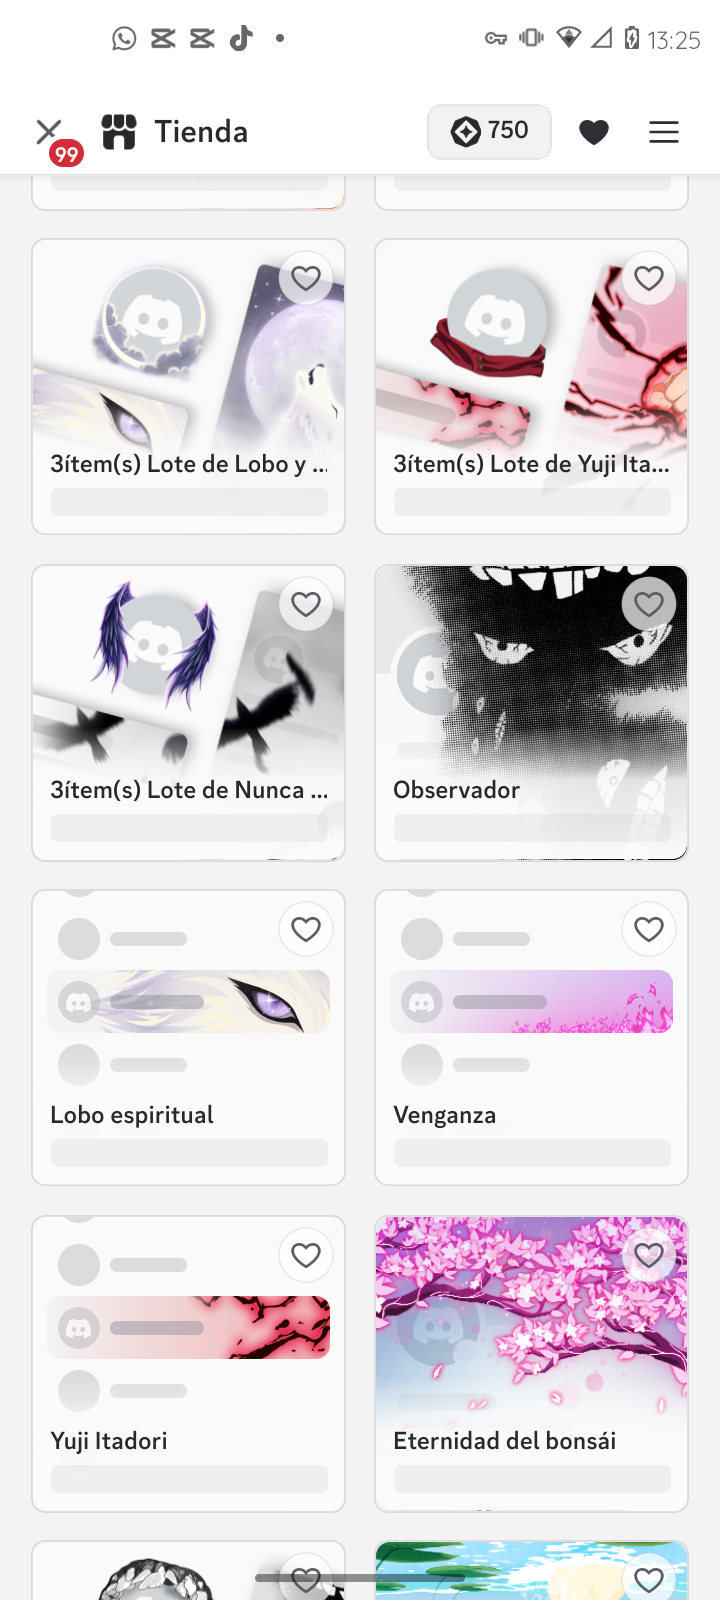 13:25
99
Tienda
750
3ítem(s) Lote de Lobo y ...
3ítem(s) Lote de Yuji Ita...
3ítem(s) Lote de Nunca ...
Observador
Lobo espiritual
Venganza
Yuji Itadori
Eternidad del bonsái